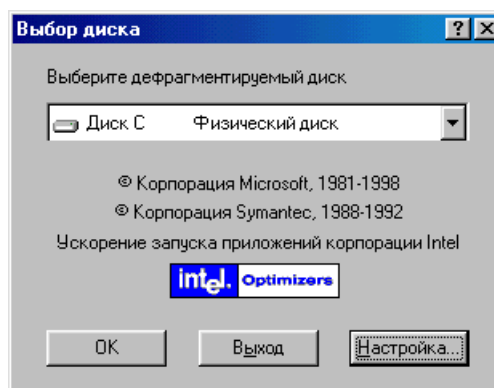 Выбор диска
Выберите дефрагментируемый диск
Диск C Физический диск
© Корпорация Microsoft, 1981-1998
© Корпорация Symantec, 1988-1992
Ускорение запуска приложений корпорации Intel
intel. Optimizers
OK Выход Настройка...